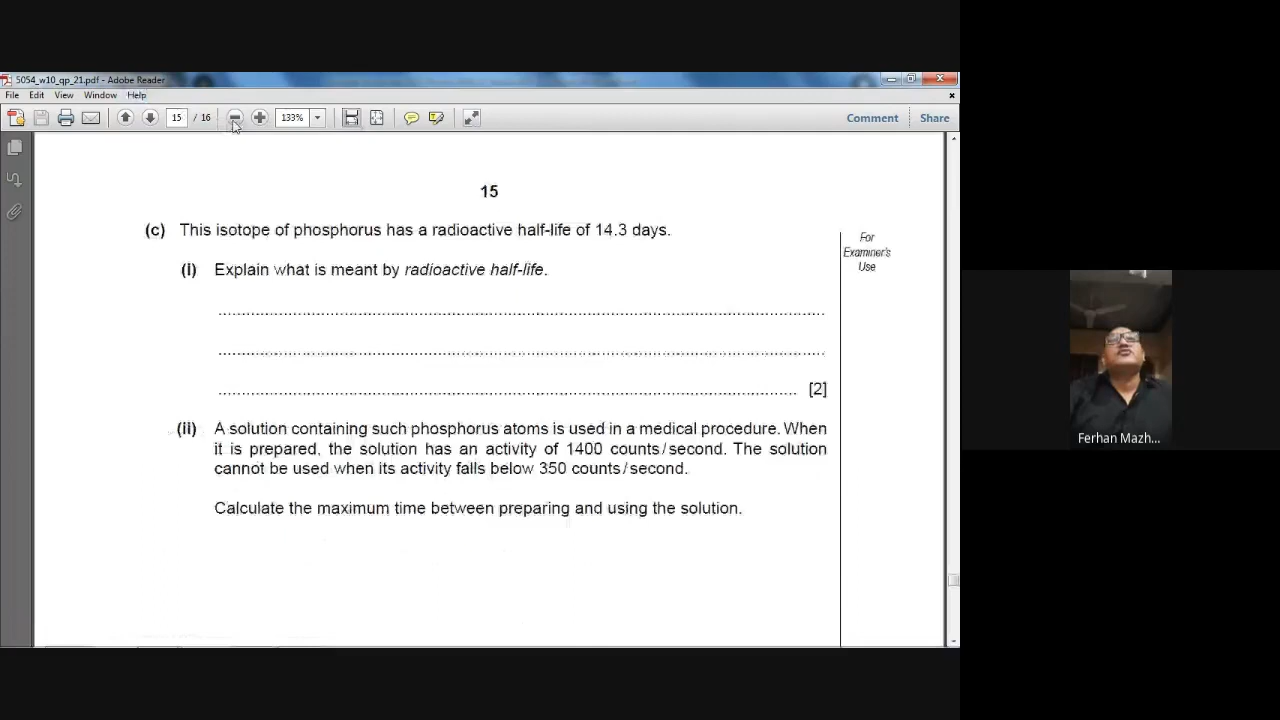 5054_w10_qp_21.pdf - Adobe Reader
File Edit View Window Help
15 / 16 133% Comment Share
15
(c) This isotope of phosphorus has a radioactive half-life of 14.3 days.
For
Examiner's
Use
(i) Explain what is meant by radioactive half-life.
[2]
(ii) A solution containing such phosphorus atoms is used in a medical procedure. When
it is prepared, the solution has an activity of 1400 counts/second. The solution
cannot be used when its activity falls below 350 counts/second.
Calculate the maximum time between preparing and using the solution.
Ferhan Mazh...